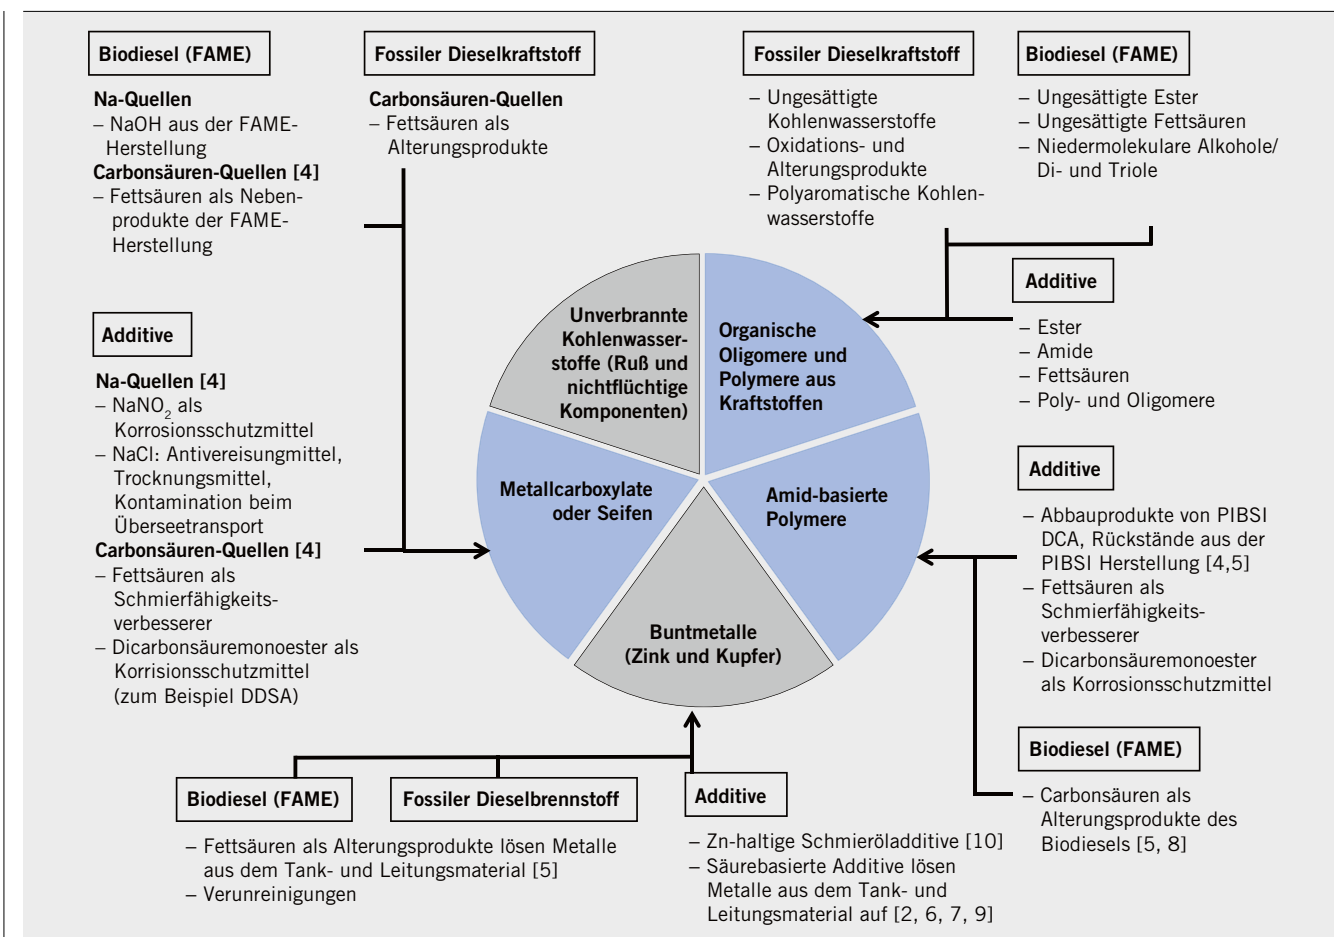 Biodiesel (FAME)
Na-Quellen
– NaOH aus der FAME-
Herstellung
Carbonsäuren-Quellen [4]
– Fettsäuren als Neben-
produkte der FAME-
Herstellung
Fossiler Dieselkraftstoff
Carbonsäuren-Quellen
– Fettsäuren als
Alterungsprodukte
Fossiler Dieselkraftstoff
– Ungesättigte
Kohlenwasserstoffe
– Oxidations- und
Alterungsprodukte
– Polyaromatische Kohlen-
wasserstoffe
Biodiesel (FAME)
– Ungesättigte Ester
– Ungesättigte Fettsäuren
– Niedermolekulare Alkohole/
Di- und Triole
Additive
– Ester
– Amide
– Fettsäuren
– Poly- und Oligomere
Additive
Na-Quellen [4]
– NaNO2 als
Korrosionsschutzmittel
– NaCl: Antivereisungmittel,
Trocknungsmittel,
Kontamination beim
Überseetransport
Carbonsäuren-Quellen [4]
– Fettsäuren als
Schmierfähigkeits-
verbesserer
– Dicarbonsäuremonoester als
Korrisionsschutzmittel
(zum Beispiel DDSA)
Unverbrannte
Kohlenwasser-
stoffe (Ruß und
nichtflüchtige
Komponenten)
Organische
Oligomere und
Polymere aus
Kraftstoffen
Metallcarboxylate
oder Seifen
Amid-basierte
Polymere
Buntmetalle
(Zink und Kupfer)
Additive
– Abbauprodukte von PIBSI
DCA, Rückstände aus der
PIBSI Herstellung [4,5]
– Fettsäuren als
Schmierfähigkeits-
verbesserer
– Dicarbonsäuremonoester
als Korrosionsschutzmittel
Biodiesel (FAME)
– Carbonsäuren als
Alterungsprodukte des
Biodiesels [5, 8]
Biodiesel (FAME)
Fossiler Dieselbrennstoff
– Fettsäuren als Alterungsprodukte lösen Metalle
aus dem Tank- und Leitungsmaterial [5]
– Verunreinigungen
Additive
– Zn-haltige Schmieröladditive [10]
– Säurebasierte Additive lösen
Metalle aus dem Tank- und
Leitungsmaterial auf [2, 6, 7, 9]